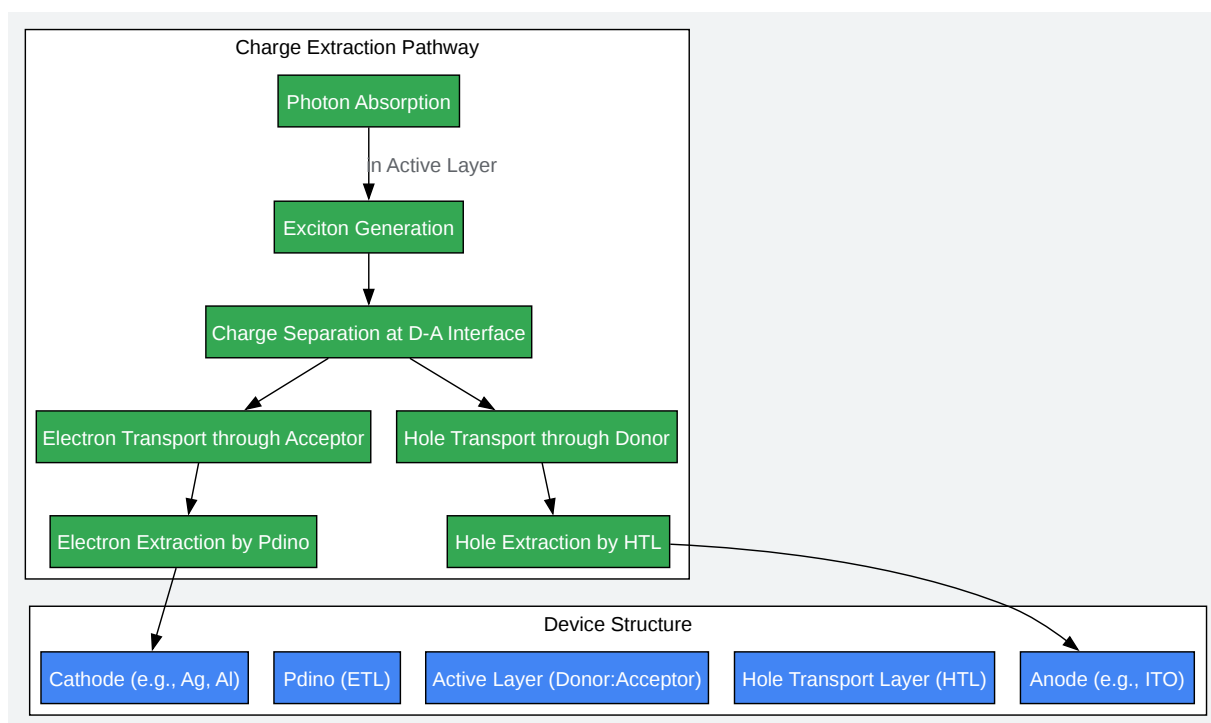 Charge Extraction Pathway
Photon Absorption
in Active Layer
Exciton Generation
Charge Separation at D-A Interface
Electron Transport through Acceptor
Hole Transport through Donor
Electron Extraction by Pdino
Hole Extraction by HTL
Device Structure
Cathode (e.g., Ag, Al)
Pdino (ETL)
Active Layer (Donor:Acceptor)
Hole Transport Layer (HTL)
Anode (e.g., ITO)